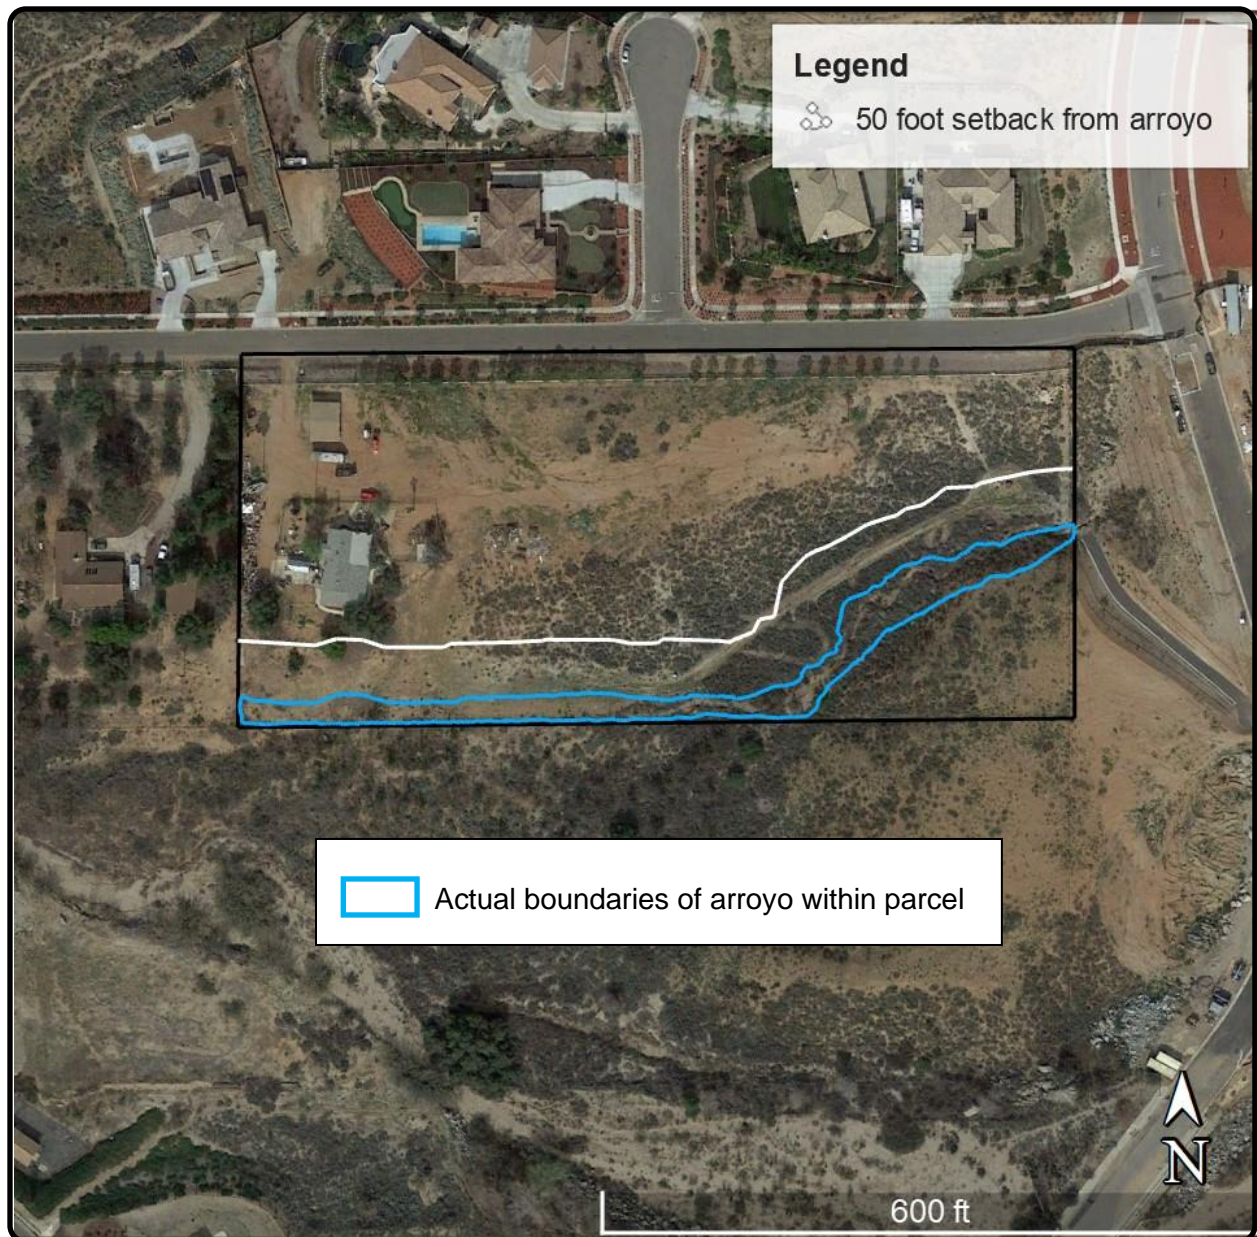 Legend
50 foot setback from arroyo
Actual boundaries of arroyo within parcel
N
600 ft